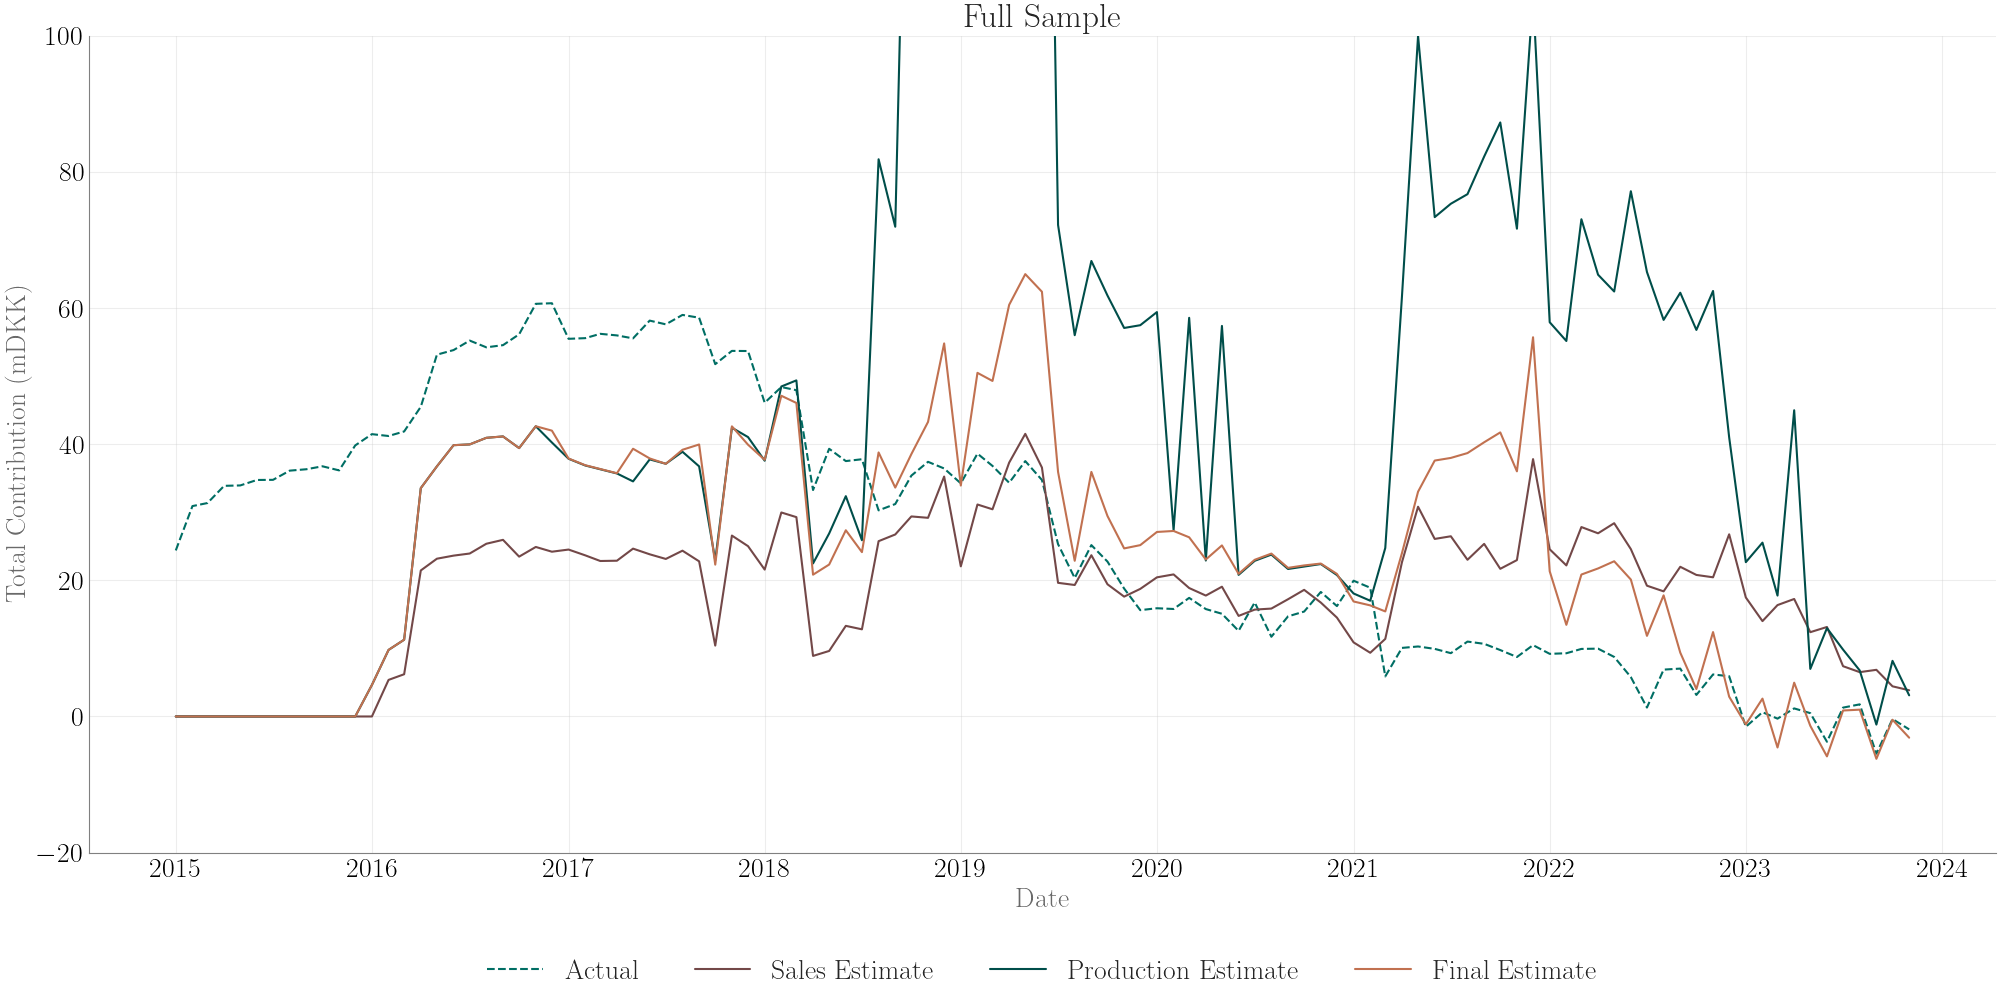 Full Sample
Total Contribution (mDKK)
100
80
60
40
20
0
−20
2015 2016 2017 2018 2019 2020 2021 2022 2023 2024
Date
Actual Sales Estimate Production Estimate Final Estimate